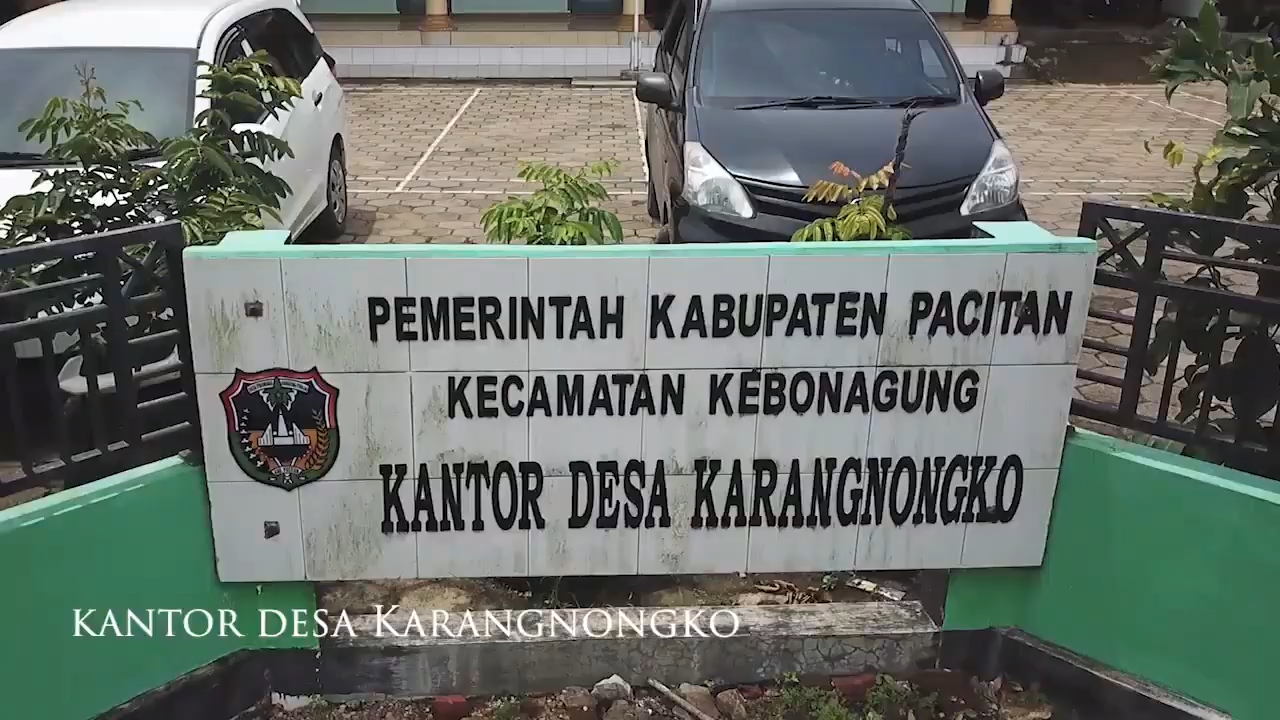 PEMERINTAH KABUPATEN PACITAN
KECAMATAN KEBONAGUNG
KANTOR DESA KARANGNONGKO
KANTOR DESA KARANGNONGKO